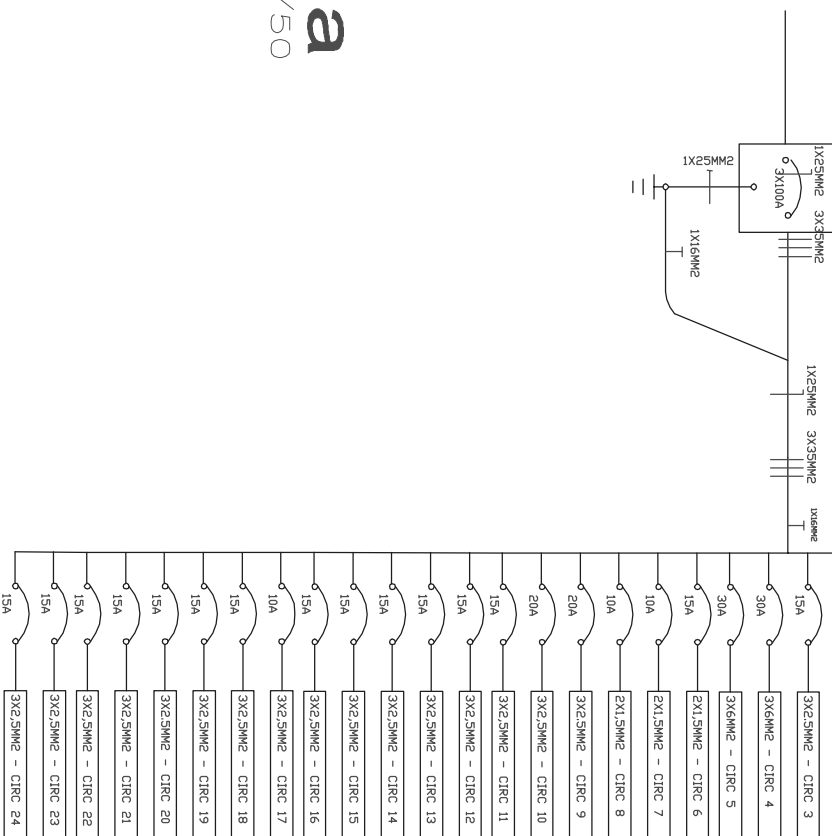 1X25MM2
3X35MM2
3X100A
1X25MM2
1X16MM2
1X25MM2
3X35MM2
1X16MM2
a
/50
15A 3X2,5MM2 - CIRC 3
30A 3X6MM2 - CIRC 4
30A 3X6MM2 - CIRC 5
15A 2X1,5MM2 - CIRC 6
10A 2X1,5MM2 - CIRC 7
10A 2X1,5MM2 - CIRC 8
20A 3X2,5MM2 - CIRC 9
20A 3X2,5MM2 - CIRC 10
15A 3X2,5MM2 - CIRC 11
15A 3X2,5MM2 - CIRC 12
15A 3X2,5MM2 - CIRC 13
15A 3X2,5MM2 - CIRC 14
15A 3X2,5MM2 - CIRC 15
15A 3X2,5MM2 - CIRC 16
10A 3X2,5MM2 - CIRC 17
15A 3X2,5MM2 - CIRC 18
15A 3X2,5MM2 - CIRC 19
15A 3X2,5MM2 - CIRC 20
15A 3X2,5MM2 - CIRC 21
15A 3X2,5MM2 - CIRC 22
15A 3X2,5MM2 - CIRC 23
15A 3X2,5MM2 - CIRC 24